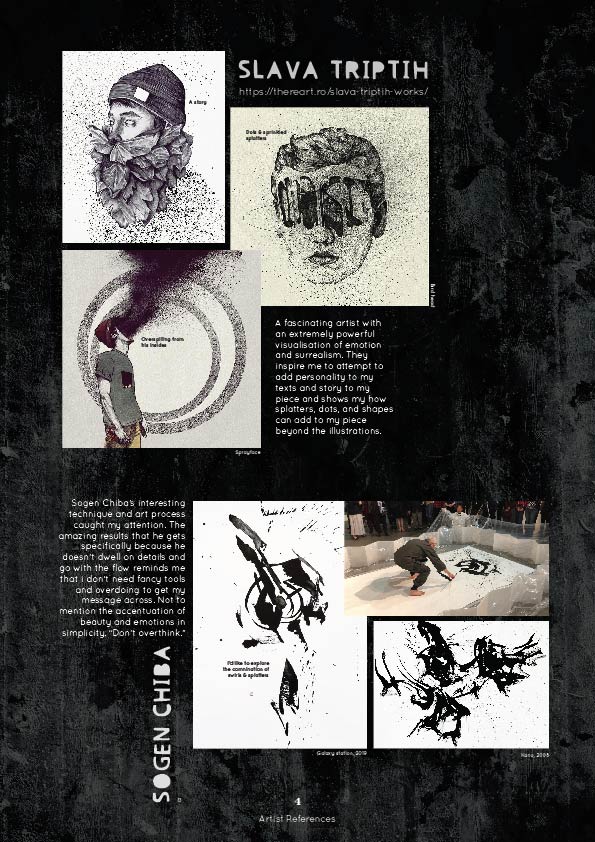 SLAVA TRIPTIH
https://thereart.ro/slava-triptih-works/
A story
Dots & sprinkled
splatters
Overspilling from
his insides
Sprayface
A fascinating artist with
an extremely powerful
visualisation of emotion
and surrealism. They
inspire me to attempt to
add personality to my
texts and story to my
piece and shows my how
splatters, dots, and shapes
can add to my piece
beyond the illustrations.
Sogen Chiba's interesting
technique and art process
caught my attention. The
amazing results that he gets
specifically because he
doesn't dwell on details and
go with the flow reminds me
that i don't need fancy tools
and overdoing to get my
message across. Not to
mention the accentuation of
beauty and emotions in
simplicity. "Don't overthink."
SOGEN CHIBA
I'd like to explore
the comnination of
swirls & splatters
Galaxy station, 2019
4
Artist References